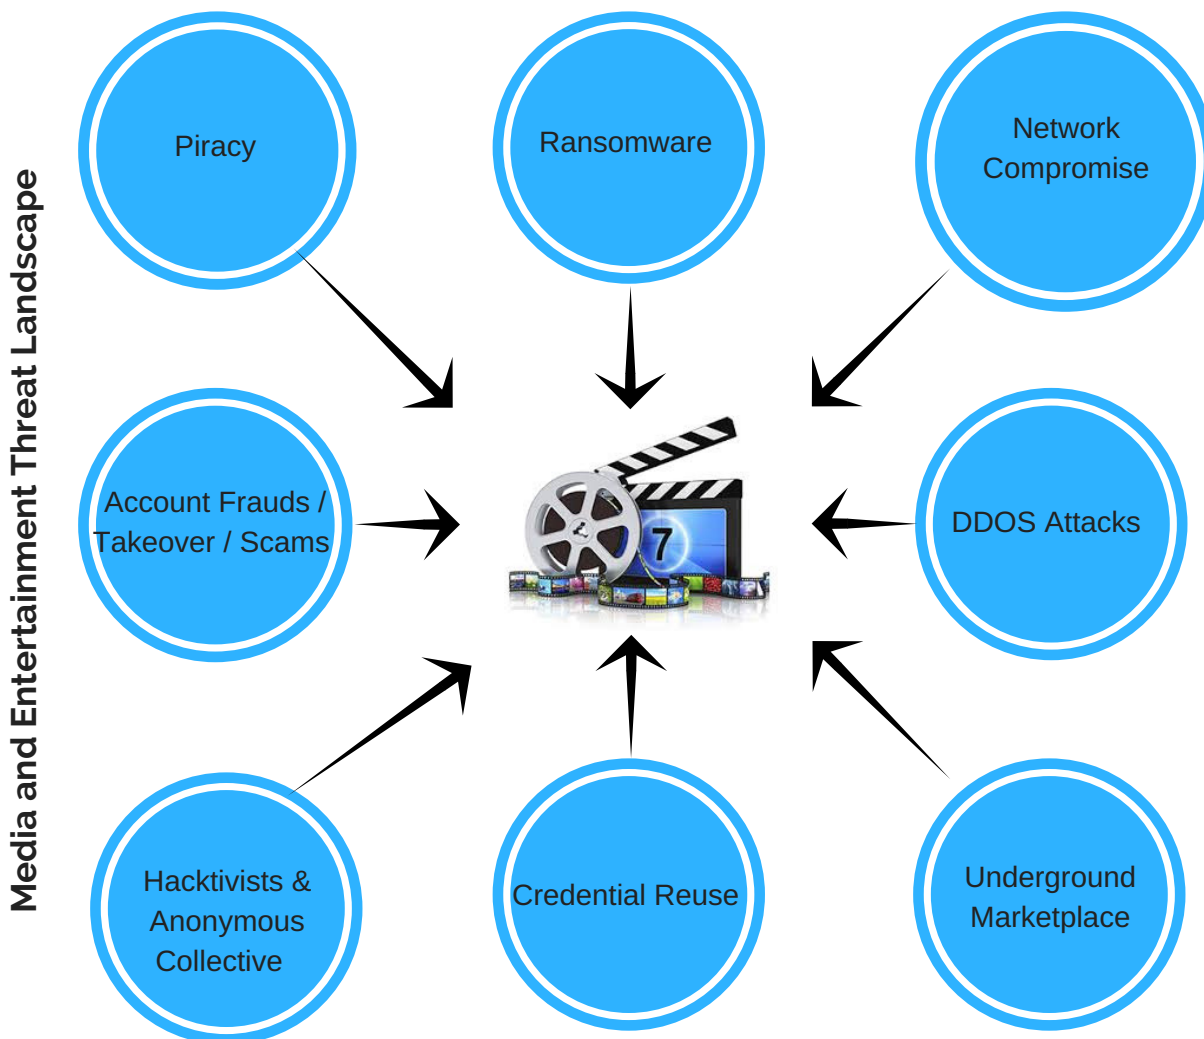 Media and Entertainment Threat Landscape
Piracy
Ransomware
Network
Compromise
Account Frauds /
Takeover / Scams
7
DDOS Attacks
Hacktivists &
Anonymous
Collective
Credential Reuse
Underground
Marketplace